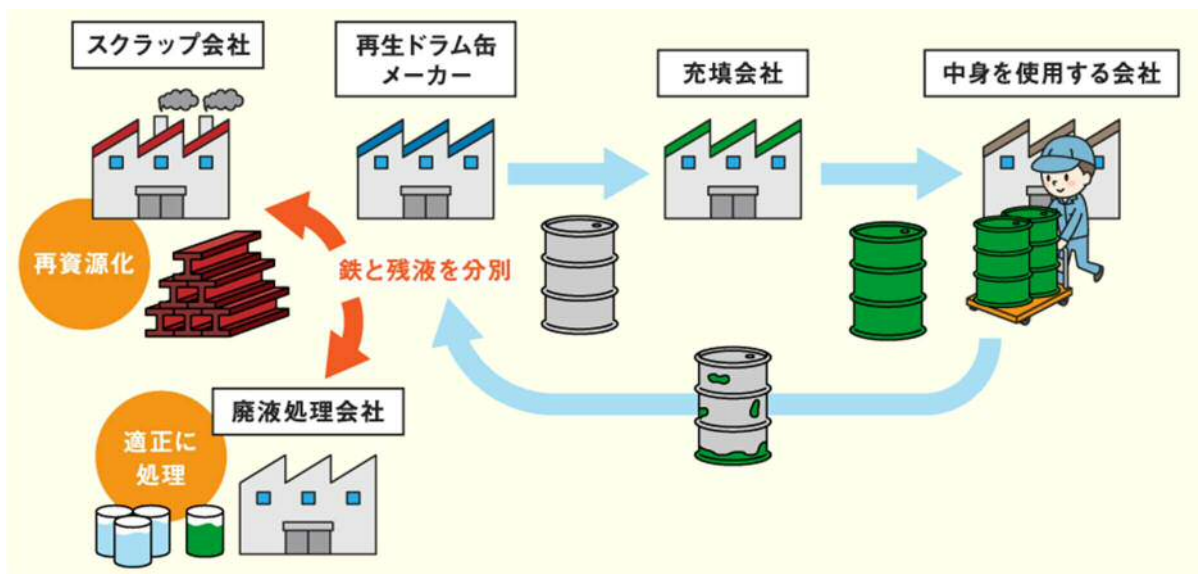 スクラップ会社
再生ドラム缶
メーカー
充填会社
中身を使用する会社
再資源化
鉄と残液を分別
廃液処理会社
適正に
処理